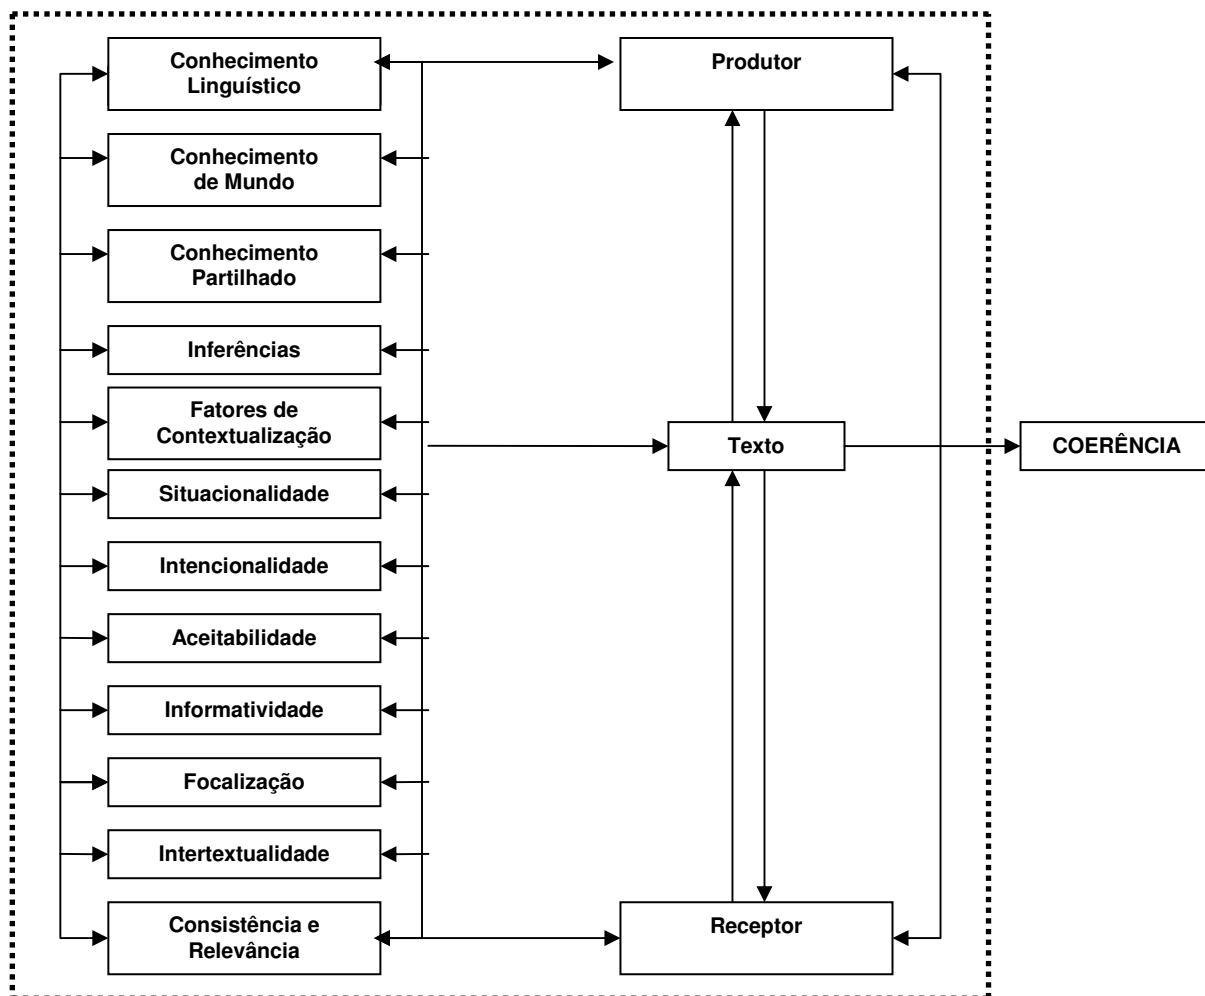 Conhecimento
Linguístico
Produtor
Conhecimento
de Mundo
Conhecimento
Partilhado
Inferências
Fatores de
Contextualização
Texto
COERÊNCIA
Situacionalidade
Intencionalidade
Aceitabilidade
Informatividade
Focalização
Intertextualidade
Consistência e
Relevância
Receptor